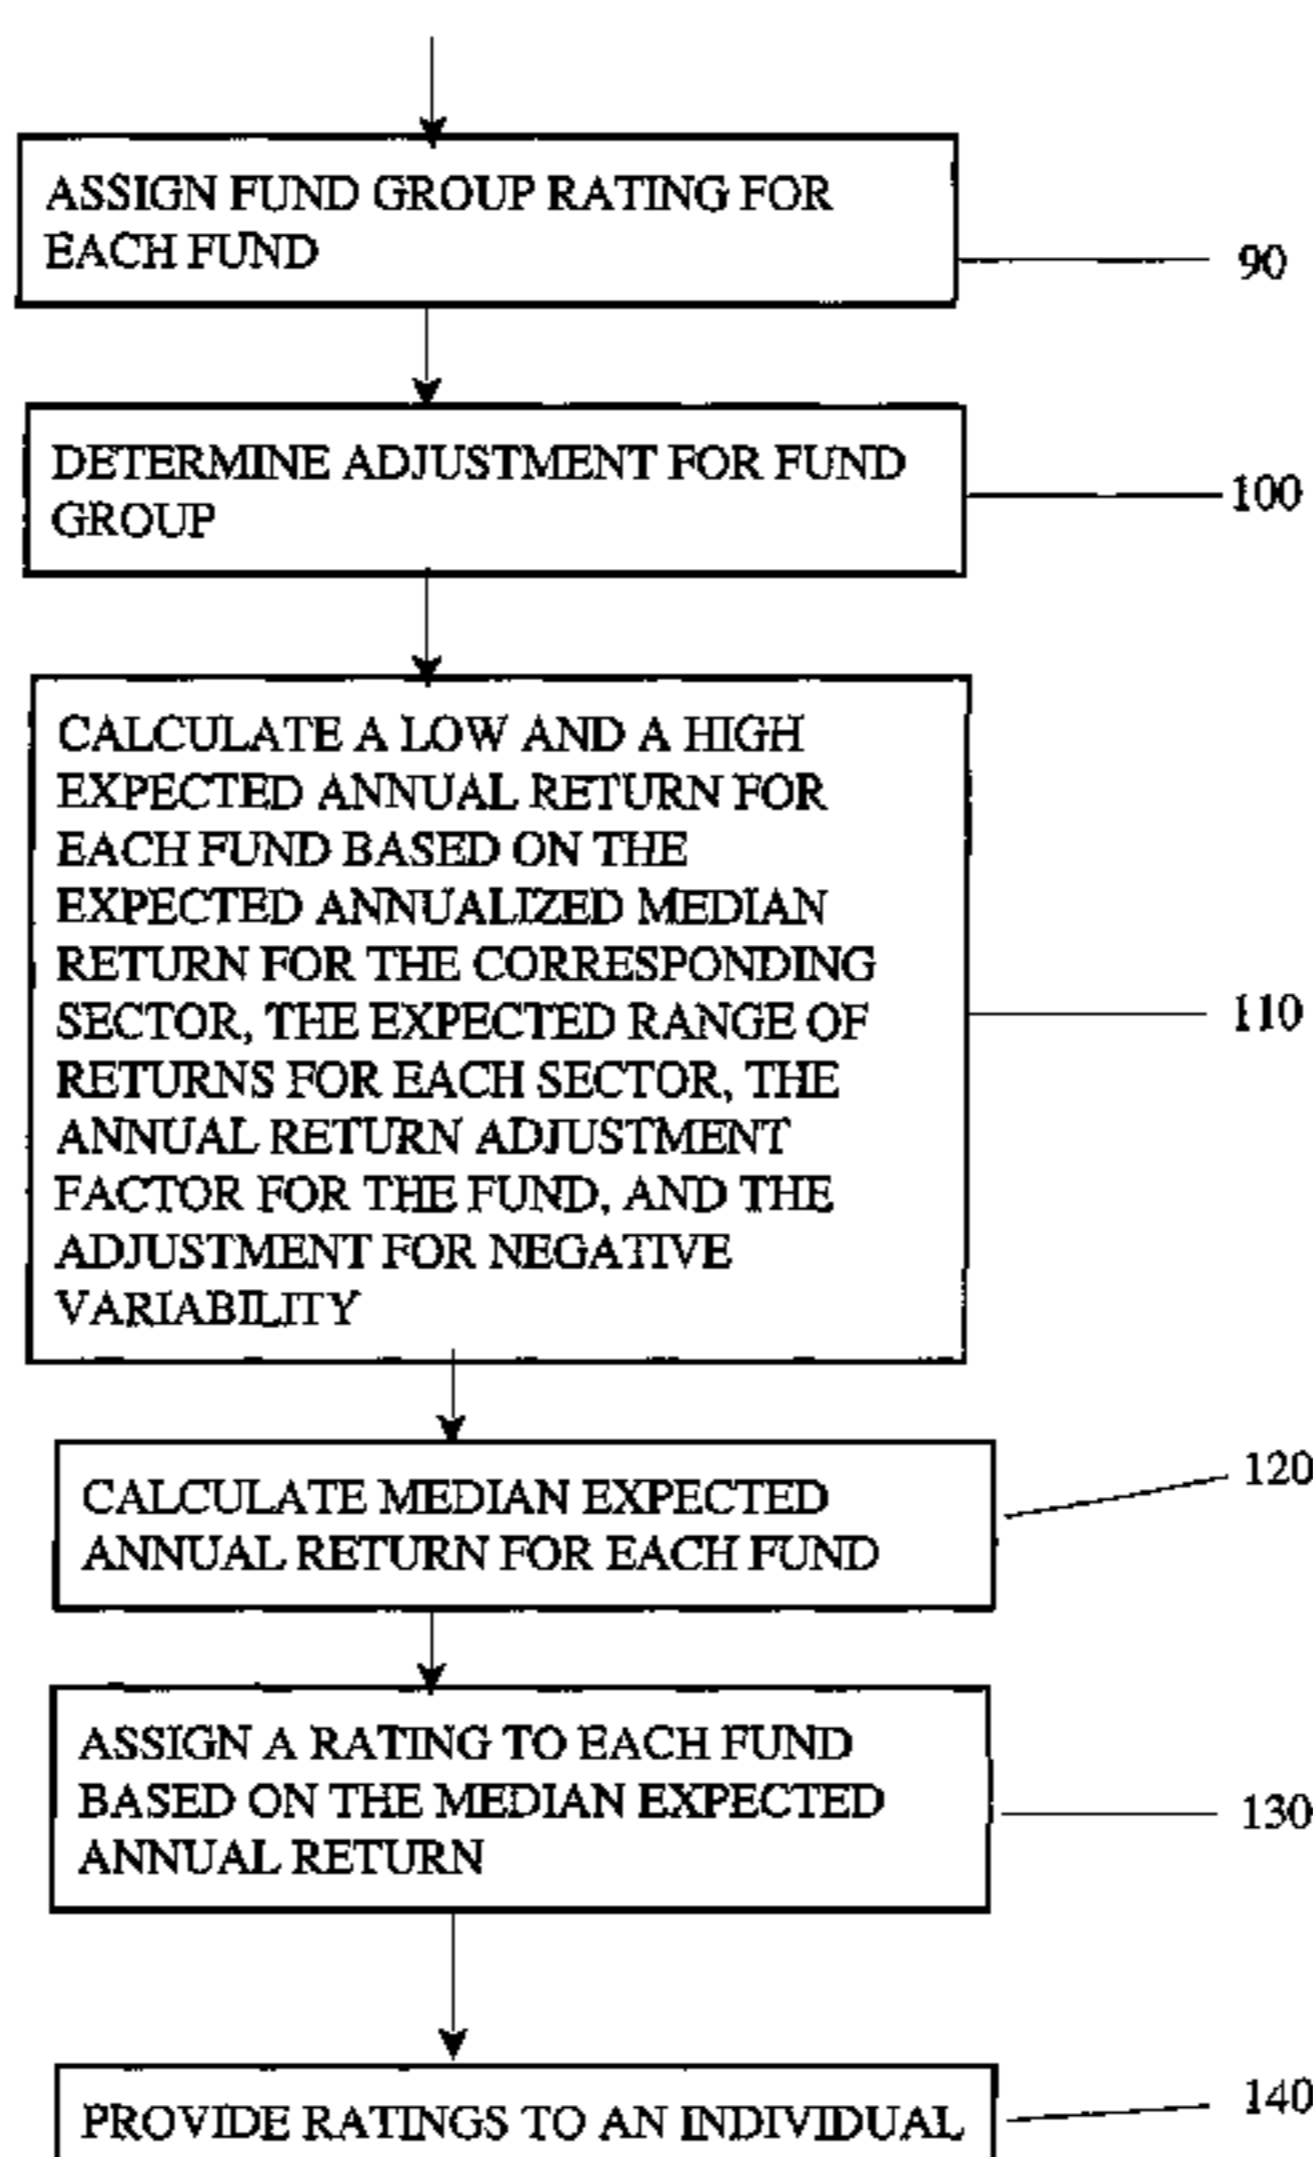 ASSIGN FUND GROUP RATING FOR
EACH FUND
90
DETERMINE ADJUSTMENT FOR FUND
GROUP
100
CALCULATE A LOW AND A HIGH
EXPECTED ANNUAL RETURN FOR
EACH FUND BASED ON THE
EXPECTED ANNUALIZED MEDIAN
RETURN FOR THE CORRESPONDING
SECTOR, THE EXPECTED RANGE OF
RETURNS FOR EACH SECTOR, THE
ANNUAL RETURN ADJUSTMENT
FACTOR FOR THE FUND, AND THE
ADJUSTMENT FOR NEGATIVE
VARIABILITY
110
CALCULATE MEDIAN EXPECTED
ANNUAL RETURN FOR EACH FUND
120
ASSIGN A RATING TO EACH FUND
BASED ON THE MEDIAN EXPECTED
ANNUAL RETURN
130
PROVIDE RATINGS TO AN INDIVIDUAL
140